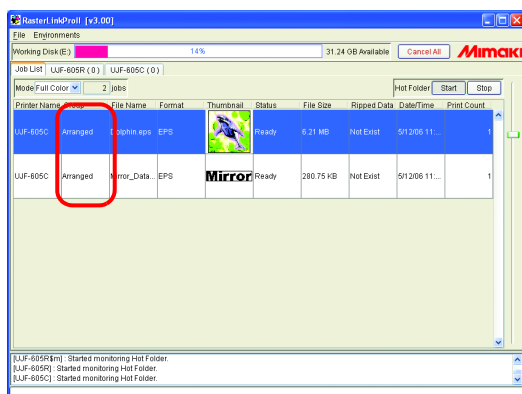 RasterLinkProII [v3.00]
File Environments
Working Disk(E:) 14% 31.24 GB Available Cancel All Mimaki
Job List UJF-605R ( 0 ) UJF-605C ( 0 )
Mode Full Color 2 jobs Hot Folder Start Stop
Printer Name Group File Name Format Thumbnail Status File Size Ripped Data Date/Time Print Count
UJF-605C Arranged Dolphin.eps EPS Ready 6.21 MB Not Exist 5/12/06 11:... 1
UJF-605C Arranged Mirror_Data... EPS Mirror Ready 280.75 KB Not Exist 5/12/06 11:... 1
[UJF-605R$m] : Started monitoring Hot Folder.
[UJF-605R] : Started monitoring Hot Folder.
[UJF-605C] : Started monitoring Hot Folder.